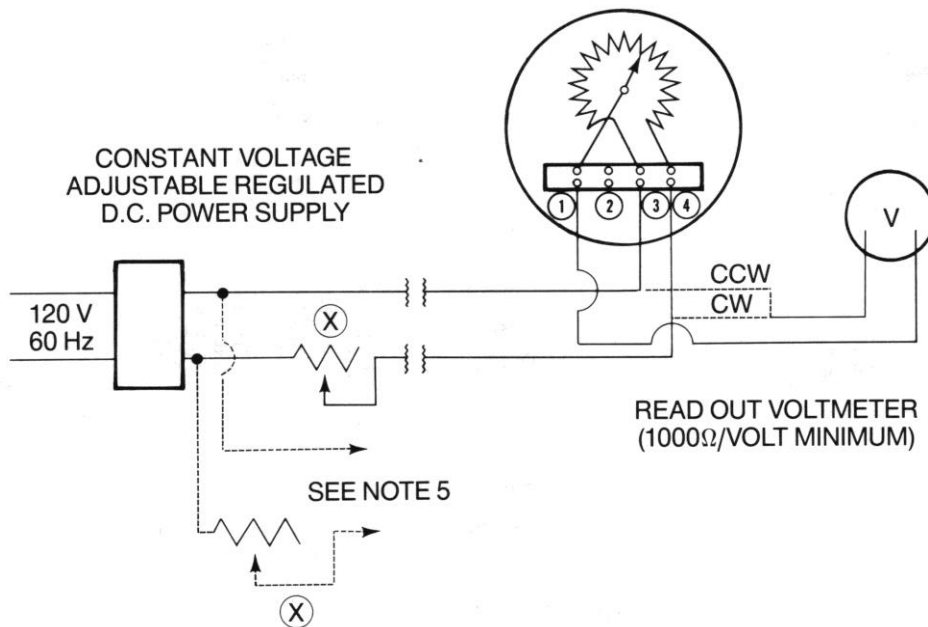 CONSTANT VOLTAGE
ADJUSTABLE REGULATED
D.C. POWER SUPPLY
120 V
60 Hz
X
1 2 3 4
V
CCW
CW
READ OUT VOLTMETER
(1000Ω/VOLT MINIMUM)
SEE NOTE 5
X